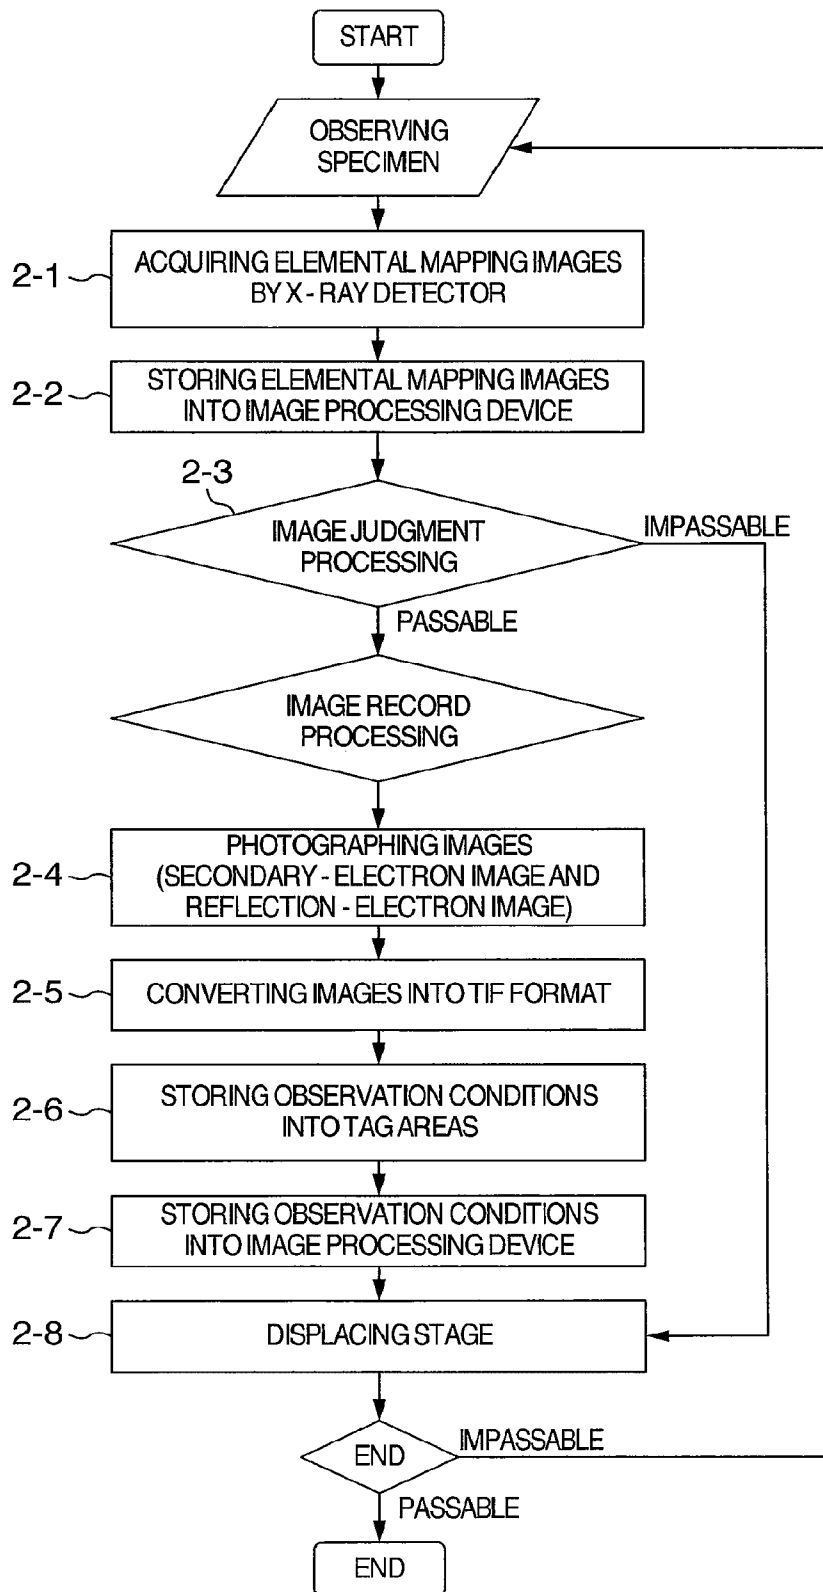 START
OBSERVING
SPECIMEN
2-1
ACQUIRING ELEMENTAL MAPPING IMAGES
BY X - RAY DETECTOR
2-2
STORING ELEMENTAL MAPPING IMAGES
INTO IMAGE PROCESSING DEVICE
2-3
IMAGE JUDGMENT
PROCESSING
IMPASSABLE
PASSABLE
IMAGE RECORD
PROCESSING
2-4
PHOTOGRAPHING IMAGES
(SECONDARY - ELECTRON IMAGE AND
REFLECTION - ELECTRON IMAGE)
2-5
CONVERTING IMAGES INTO TIF FORMAT
2-6
STORING OBSERVATION CONDITIONS
INTO TAG AREAS
2-7
STORING OBSERVATION CONDITIONS
INTO IMAGE PROCESSING DEVICE
2-8
DISPLACING STAGE
END
IMPASSABLE
PASSABLE
END